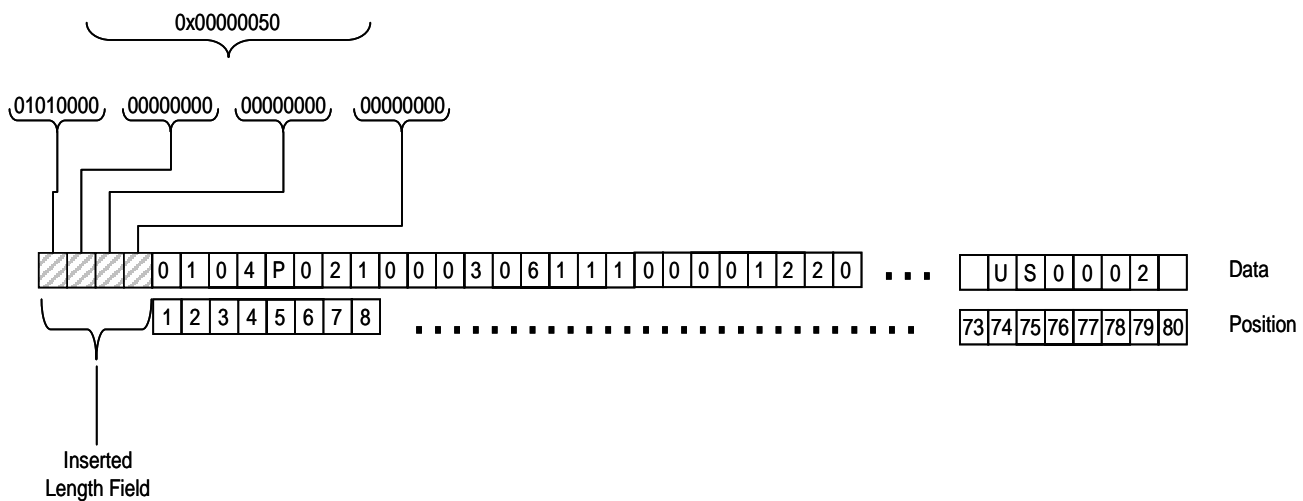 0x00000050
01010000 00000000 00000000 00000000
0 1 0 4 P 0 2 1 0 0 0 3 0 6 1 1 1 0 0 0 0 1 2 2 0 ... U S 0 0 0 2 Data
1 2 3 4 5 6 7 8 ........................ 73 74 75 76 77 78 79 80 Position
Inserted
Length Field